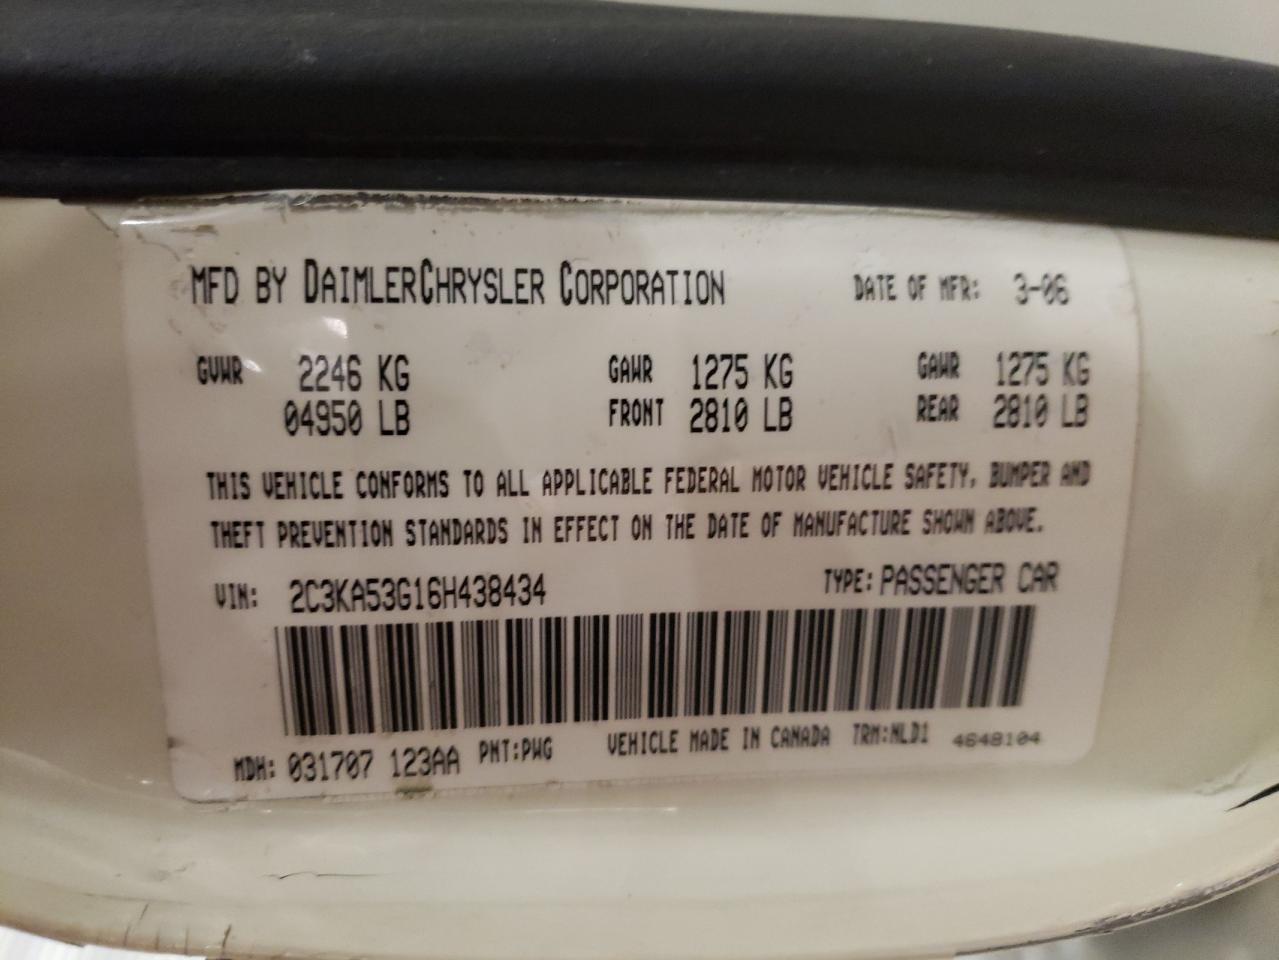 MFD BY DAIMLERCHRYSLER CORPORATION DATE OF MFR: 3-06
GVWR 2246 KG GAWR 1275 KG GAWR 1275 KG
04950 LB FRONT 2810 LB REAR 2810 LB
THIS VEHICLE CONFORMS TO ALL APPLICABLE FEDERAL MOTOR VEHICLE SAFETY, BUMPER AND
THEFT PREVENTION STANDARDS IN EFFECT ON THE DATE OF MANUFACTURE SHOWN ABOVE.
VIN: 2C3KA53G16H438434 TYPE: PASSENGER CAR
MDH: 031707 123AA PNT:PWG VEHICLE MADE IN CANADA TRM:NLD1 4648104